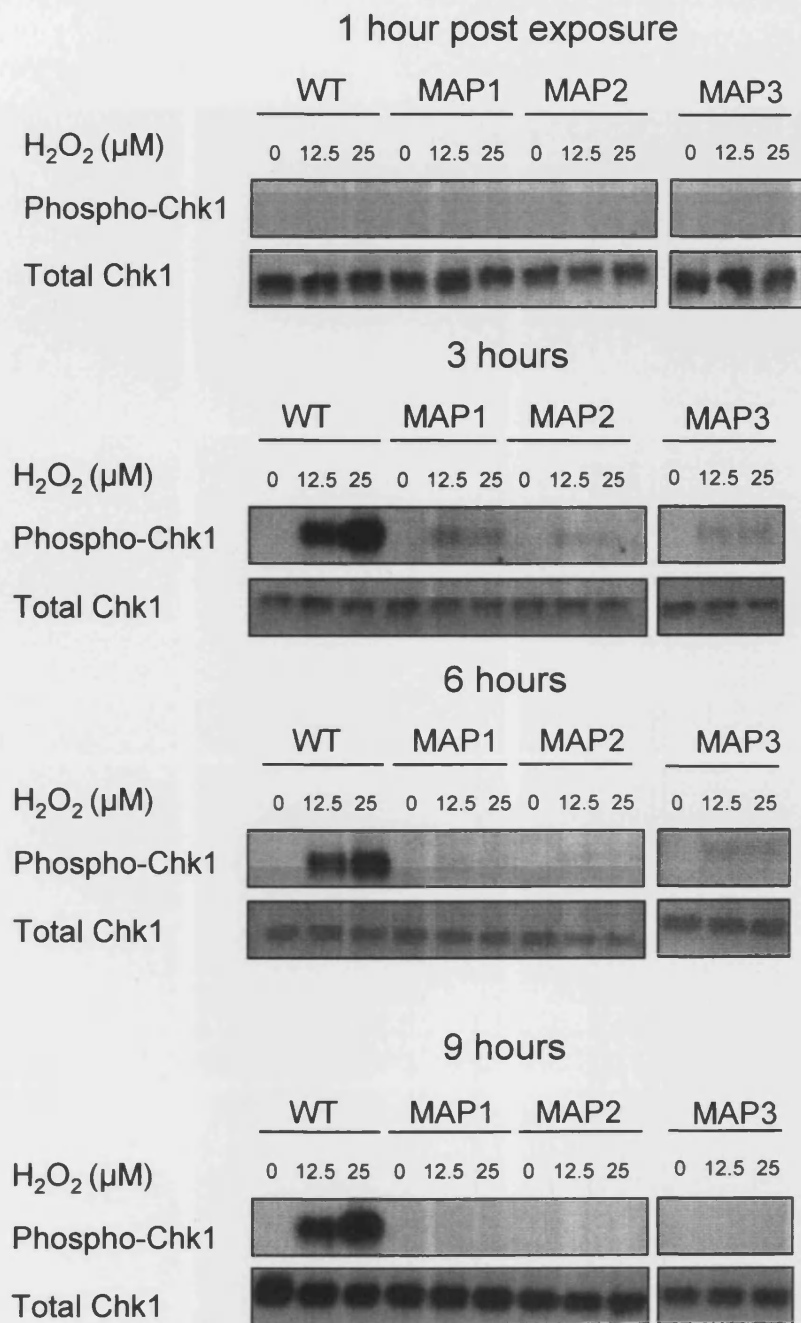 1 hour post exposure
WT MAP1 MAP2 MAP3
H₂O₂ (µM) 0 12.5 25 0 12.5 25 0 12.5 25 0 12.5 25
Phospho-Chk1
Total Chk1
3 hours
WT MAP1 MAP2 MAP3
H₂O₂ (µM) 0 12.5 25 0 12.5 25 0 12.5 25 0 12.5 25
Phospho-Chk1
Total Chk1
6 hours
WT MAP1 MAP2 MAP3
H₂O₂ (µM) 0 12.5 25 0 12.5 25 0 12.5 25 0 12.5 25
Phospho-Chk1
Total Chk1
9 hours
WT MAP1 MAP2 MAP3
H₂O₂ (µM) 0 12.5 25 0 12.5 25 0 12.5 25 0 12.5 25
Phospho-Chk1
Total Chk1